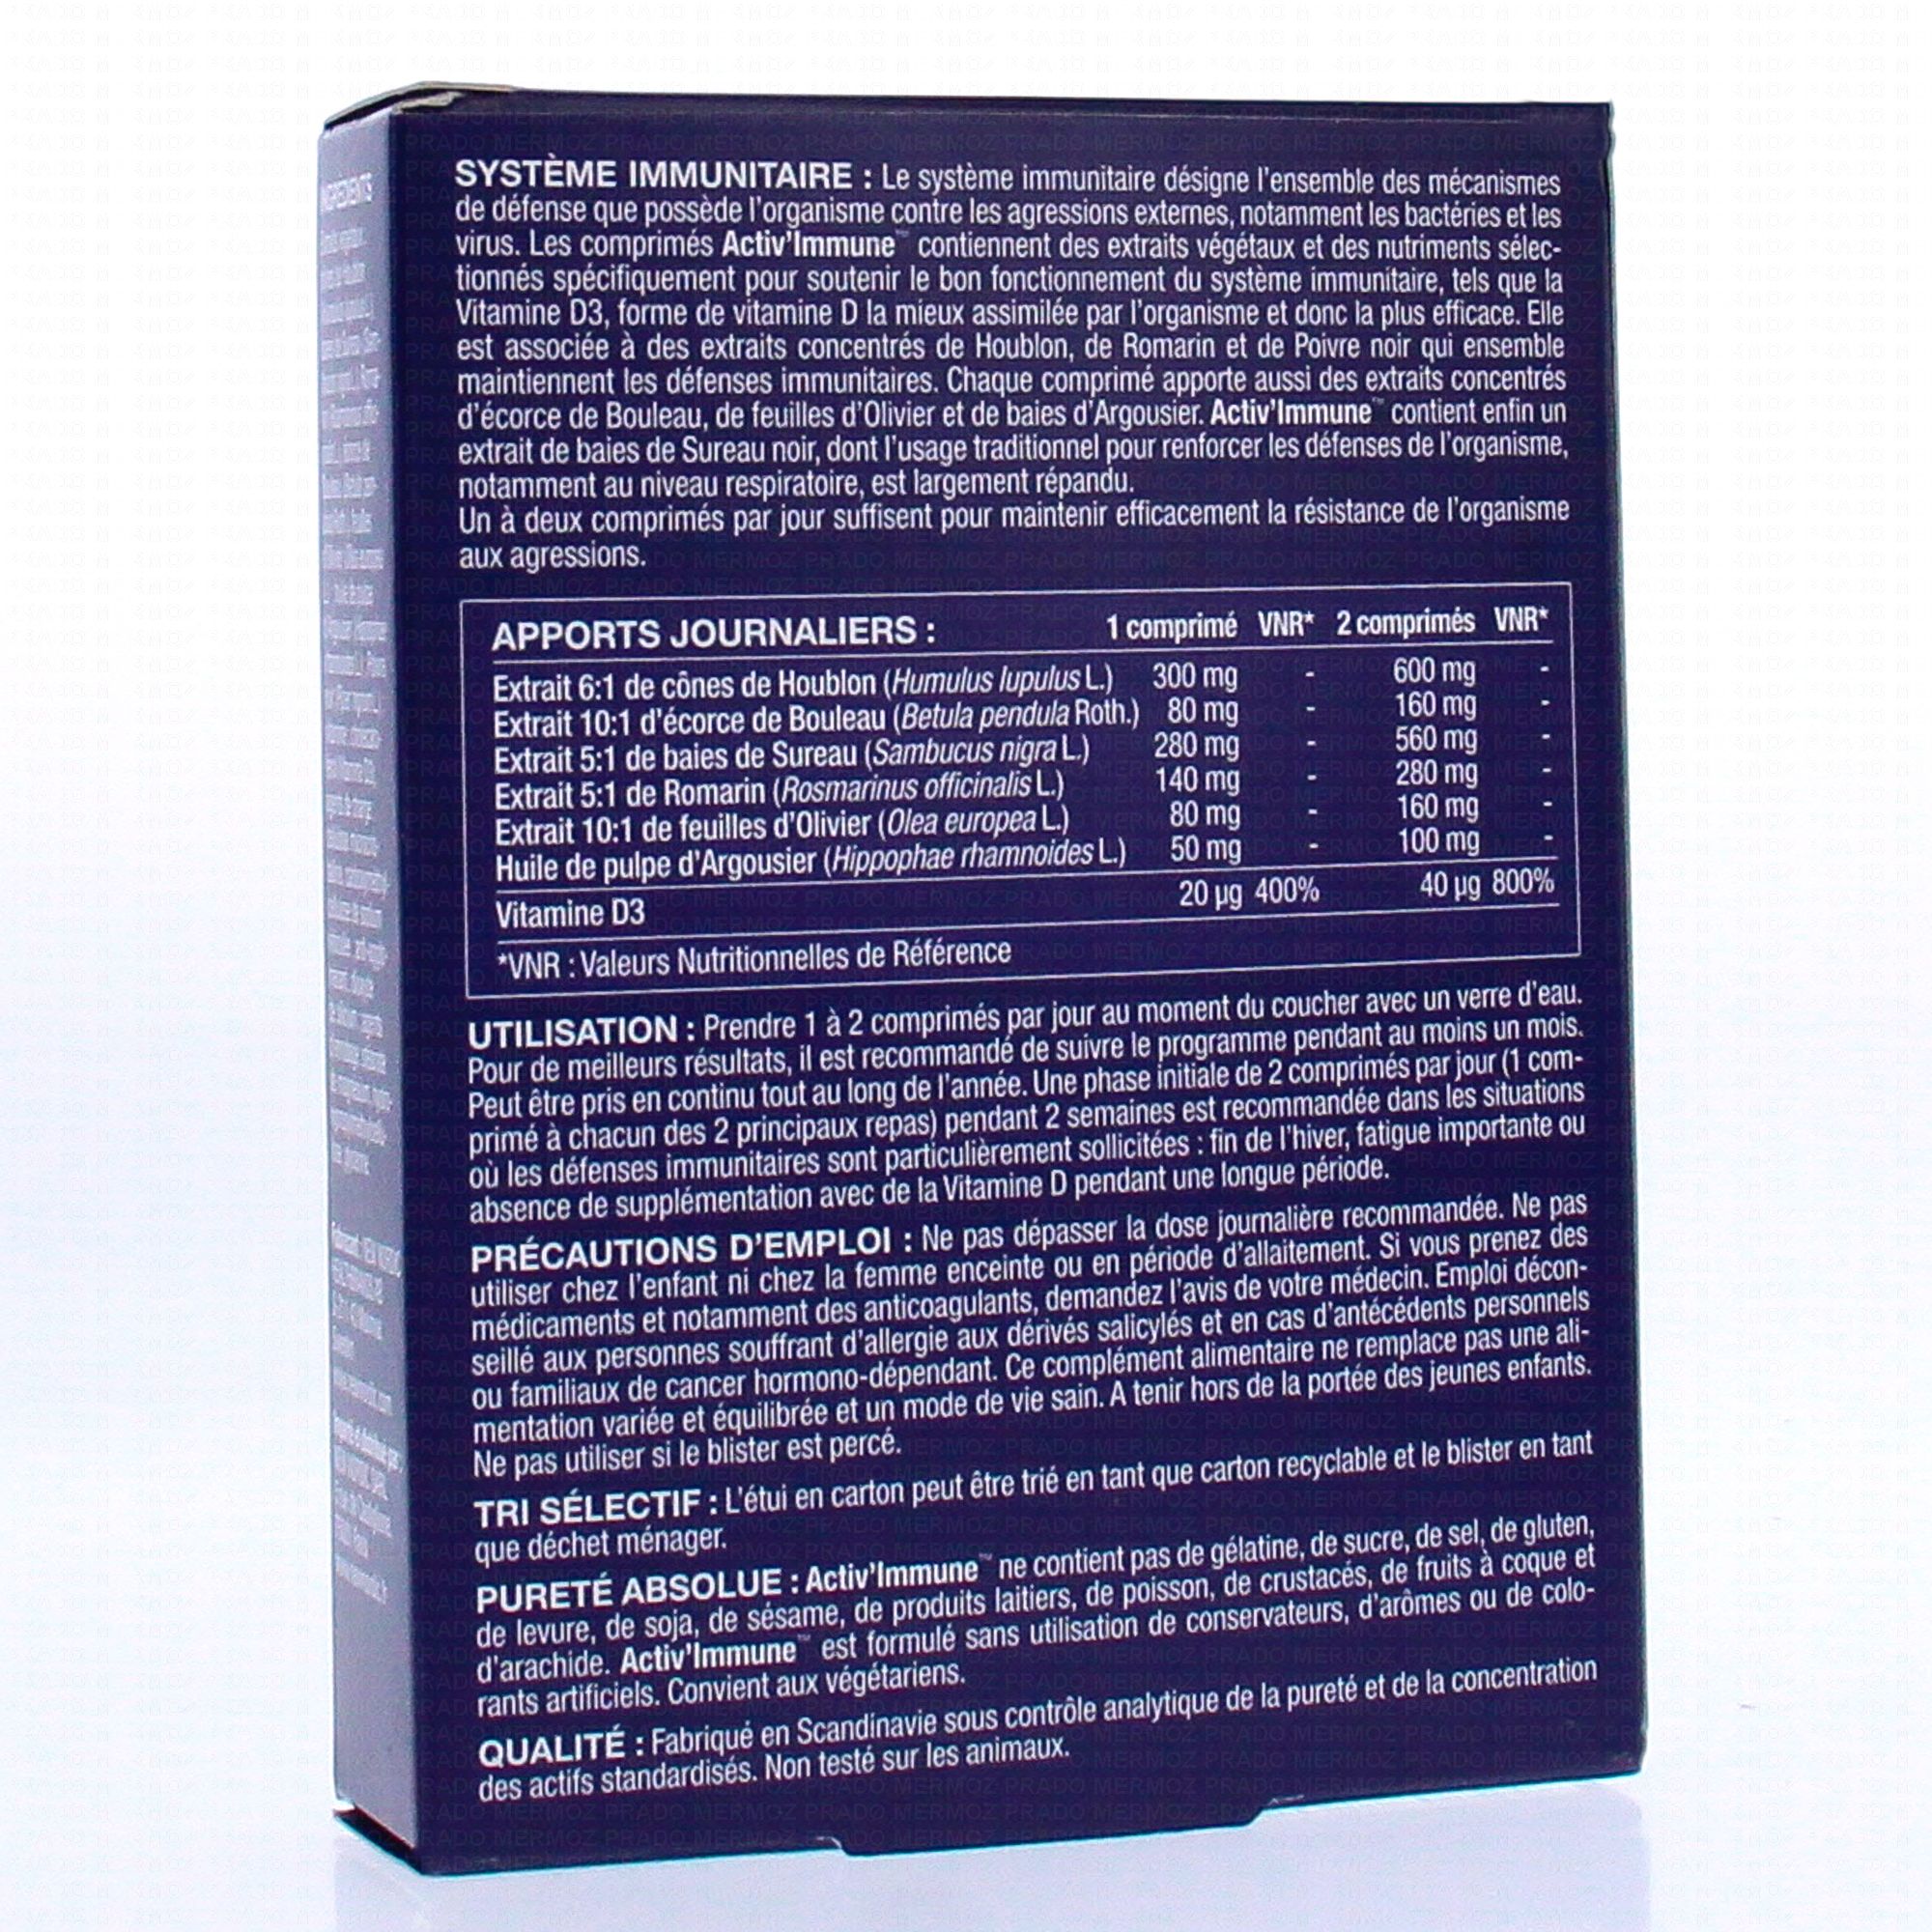 SYSTÈME IMMUNITAIRE : Le système immunitaire désigne l'ensemble des mécanismes
de défense que possède l'organisme contre les agressions externes, notamment les bactéries et les
virus. Les comprimés Activ'Immune™ contiennent des extraits végétaux et des nutriments sélec-
tionnés spécifiquement pour soutenir le bon fonctionnement du système immunitaire, tels que la
Vitamine D3, forme de vitamine D la mieux assimilée par l'organisme et donc la plus efficace. Elle
est associée à des extraits concentrés de Houblon, de Romarin et de Poivre noir qui ensemble
maintiennent les défenses immunitaires. Chaque comprimé apporte aussi des extraits concentrés
d'écorce de Bouleau, de feuilles d'Olivier et de baies d'Argousier. Activ'Immune™ contient enfin un
extrait de baies de Sureau noir, dont l'usage traditionnel pour renforcer les défenses de l'organisme,
notamment au niveau respiratoire, est largement répandu.
Un à deux comprimés par jour suffisent pour maintenir efficacement la résistance de l'organisme
aux agressions.
APPORTS JOURNALIERS : 1 comprimé VNR* 2 comprimés VNR*
Extrait 6:1 de cônes de Houblon (Humulus lupulus L.) 300 mg - 600 mg -
Extrait 10:1 d'écorce de Bouleau (Betula pendula Roth.) 80 mg - 160 mg -
Extrait 5:1 de baies de Sureau (Sambucus nigra L.) 280 mg - 560 mg -
Extrait 5:1 de Romarin (Rosmarinus officinalis L.) 140 mg - 280 mg -
Extrait 10:1 de feuilles d'Olivier (Olea europea L.) 80 mg - 160 mg -
Huile de pulpe d'Argousier (Hippophae rhamnoides L.) 50 mg - 100 mg -
Vitamine D3 20 µg 400% 40 µg 800%
*VNR : Valeurs Nutritionnelles de Référence
UTILISATION : Prendre 1 à 2 comprimés par jour au moment du coucher avec un verre d'eau.
Pour de meilleurs résultats, il est recommandé de suivre le programme pendant au moins un mois.
Peut être pris en continu tout au long de l'année. Une phase initiale de 2 comprimés par jour (1 com-
primé à chacun des 2 principaux repas) pendant 2 semaines est recommandée dans les situations
où les défenses immunitaires sont particulièrement sollicitées : fin de l'hiver, fatigue importante ou
absence de supplémentation avec de la Vitamine D pendant une longue période.
PRÉCAUTIONS D'EMPLOI : Ne pas dépasser la dose journalière recommandée. Ne pas
utiliser chez l'enfant ni chez la femme enceinte ou en période d'allaitement. Si vous prenez des
médicaments et notamment des anticoagulants, demandez l'avis de votre médecin. Emploi décon-
seillé aux personnes souffrant d'allergie aux dérivés salicylés et en cas d'antécédents personnels
ou familiaux de cancer hormono-dépendant. Ce complément alimentaire ne remplace pas une ali-
mentation variée et équilibrée et un mode de vie sain. A tenir hors de la portée des jeunes enfants.
Ne pas utiliser si le blister est percé.
TRI SÉLECTIF : L'étui en carton peut être trié en tant que carton recyclable et le blister en tant
que déchet ménager.
PURETÉ ABSOLUE : Activ'Immune™ ne contient pas de gélatine, de sucre, de sel, de gluten,
de levure, de soja, de sésame, de produits laitiers, de poisson, de crustacés, de fruits à coque et
d'arachide. Activ'Immune™ est formulé sans utilisation de conservateurs, d'arômes ou de colo-
rants artificiels. Convient aux végétariens.
QUALITÉ : Fabriqué en Scandinavie sous contrôle analytique de la pureté et de la concentration
des actifs standardisés. Non testé sur les animaux.
PRADO MERMOZ